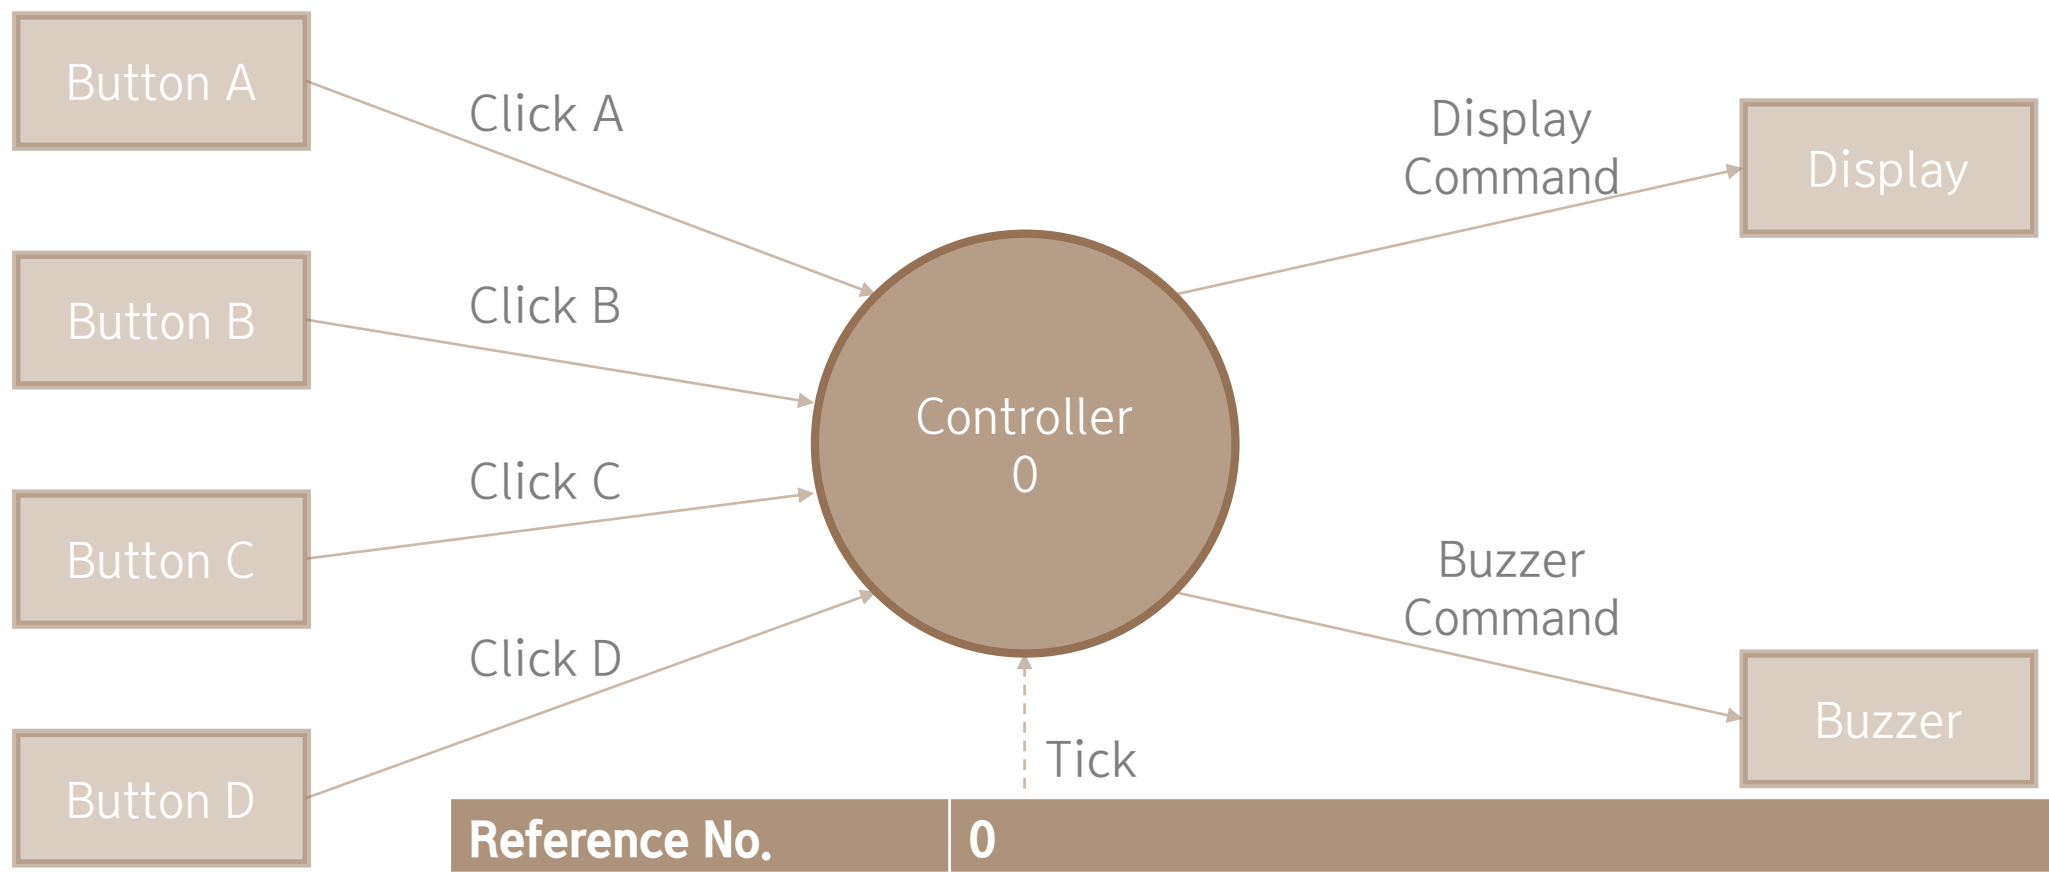 Button A
Click A
Display
Command
Display
Button B
Click B
Controller
0
Button C
Click C
Buzzer
Command
Buzzer
Button D
Click D
Tick
Reference No.
0